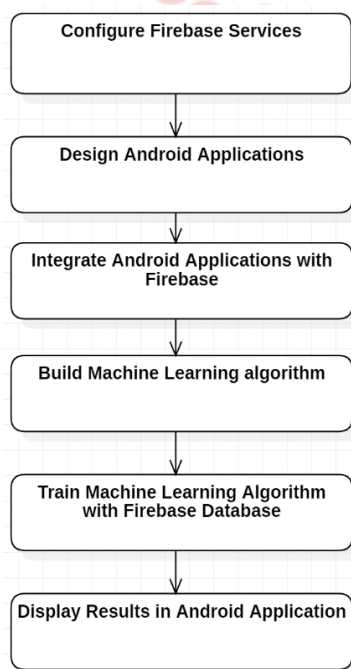 Configure Firebase Services
Design Android Applications
Integrate Android Applications with
Firebase
Build Machine Learning algorithm
Train Machine Learning Algorithm
with Firebase Database
Display Results in Android Application